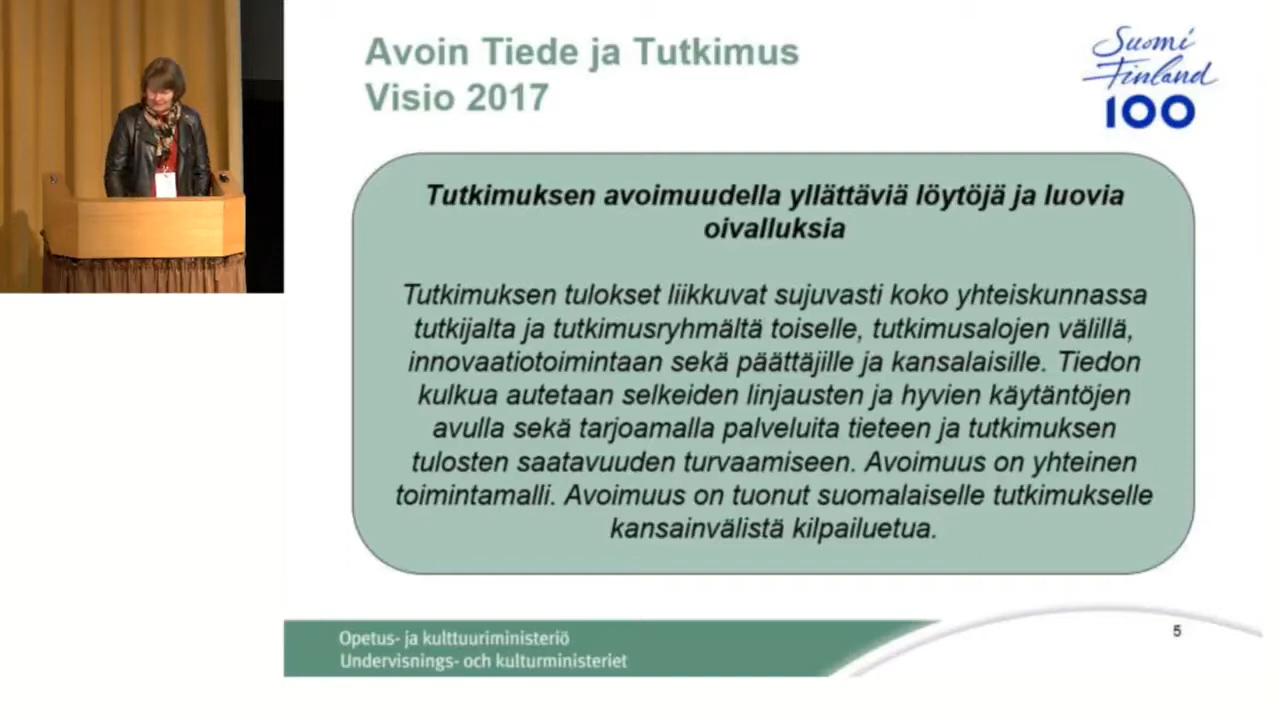 Avoin Tiede ja Tutkimus
Visio 2017
Suomi
Finland
100
Tutkimuksen avoimuudella yllättäviä löytöjä ja luovia
oivalluksia
Tutkimuksen tulokset liikkuvat sujuvasti koko yhteiskunnassa
tutkijalta ja tutkimusryhmältä toiselle, tutkimusalojen välillä,
innovaatiotoimintaan sekä päättäjille ja kansalaisille. Tiedon
kulkua autetaan selkeiden linjausten ja hyvien käytäntöjen
avulla sekä tarjoamalla palveluita tieteen ja tutkimuksen
tulosten saatavuuden turvaamiseen. Avoimuus on yhteinen
toimintamalli. Avoimuus on tuonut suomalaiselle tutkimukselle
kansainvälistä kilpailuetua.
Opetus- ja kulttuuriministeriö
Undervisnings- och kulturministeriet
5